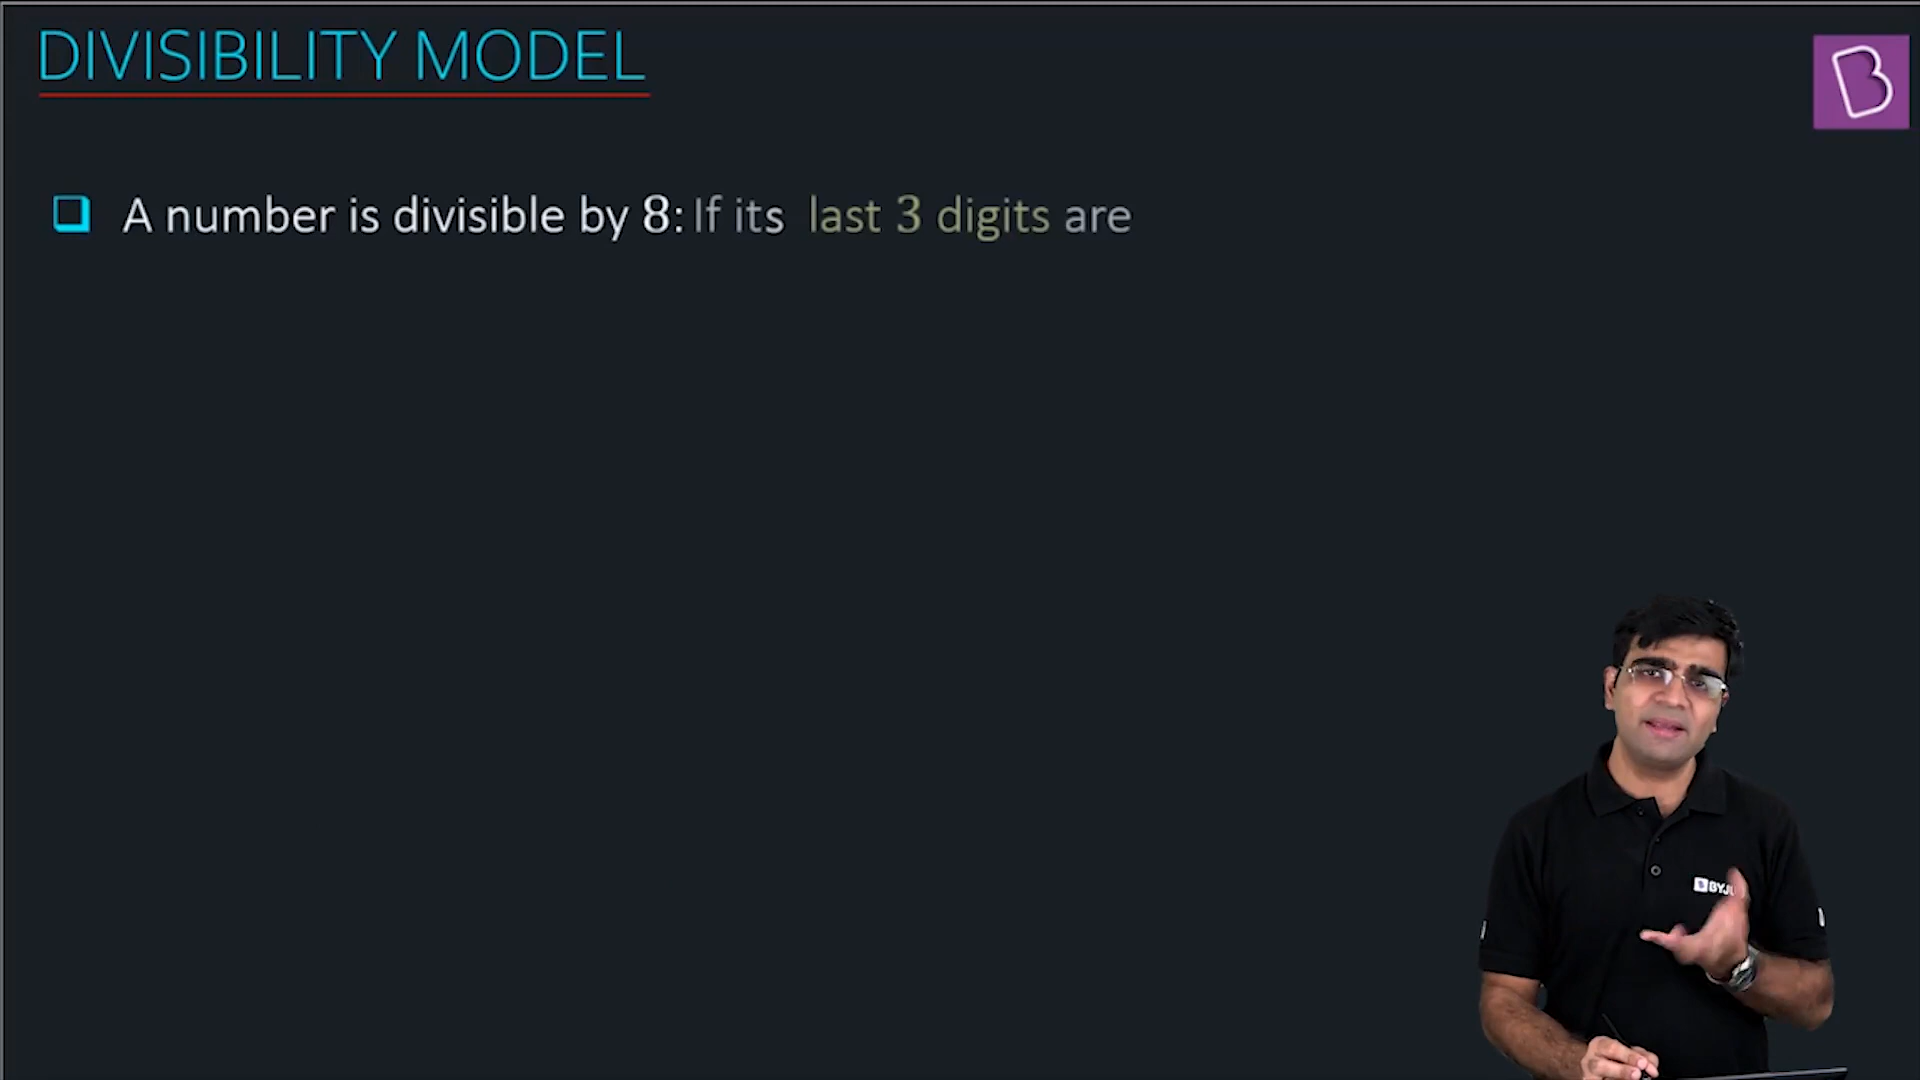 DIVISIBILITY MODEL
A number is divisible by 8: If its last 3 digits are